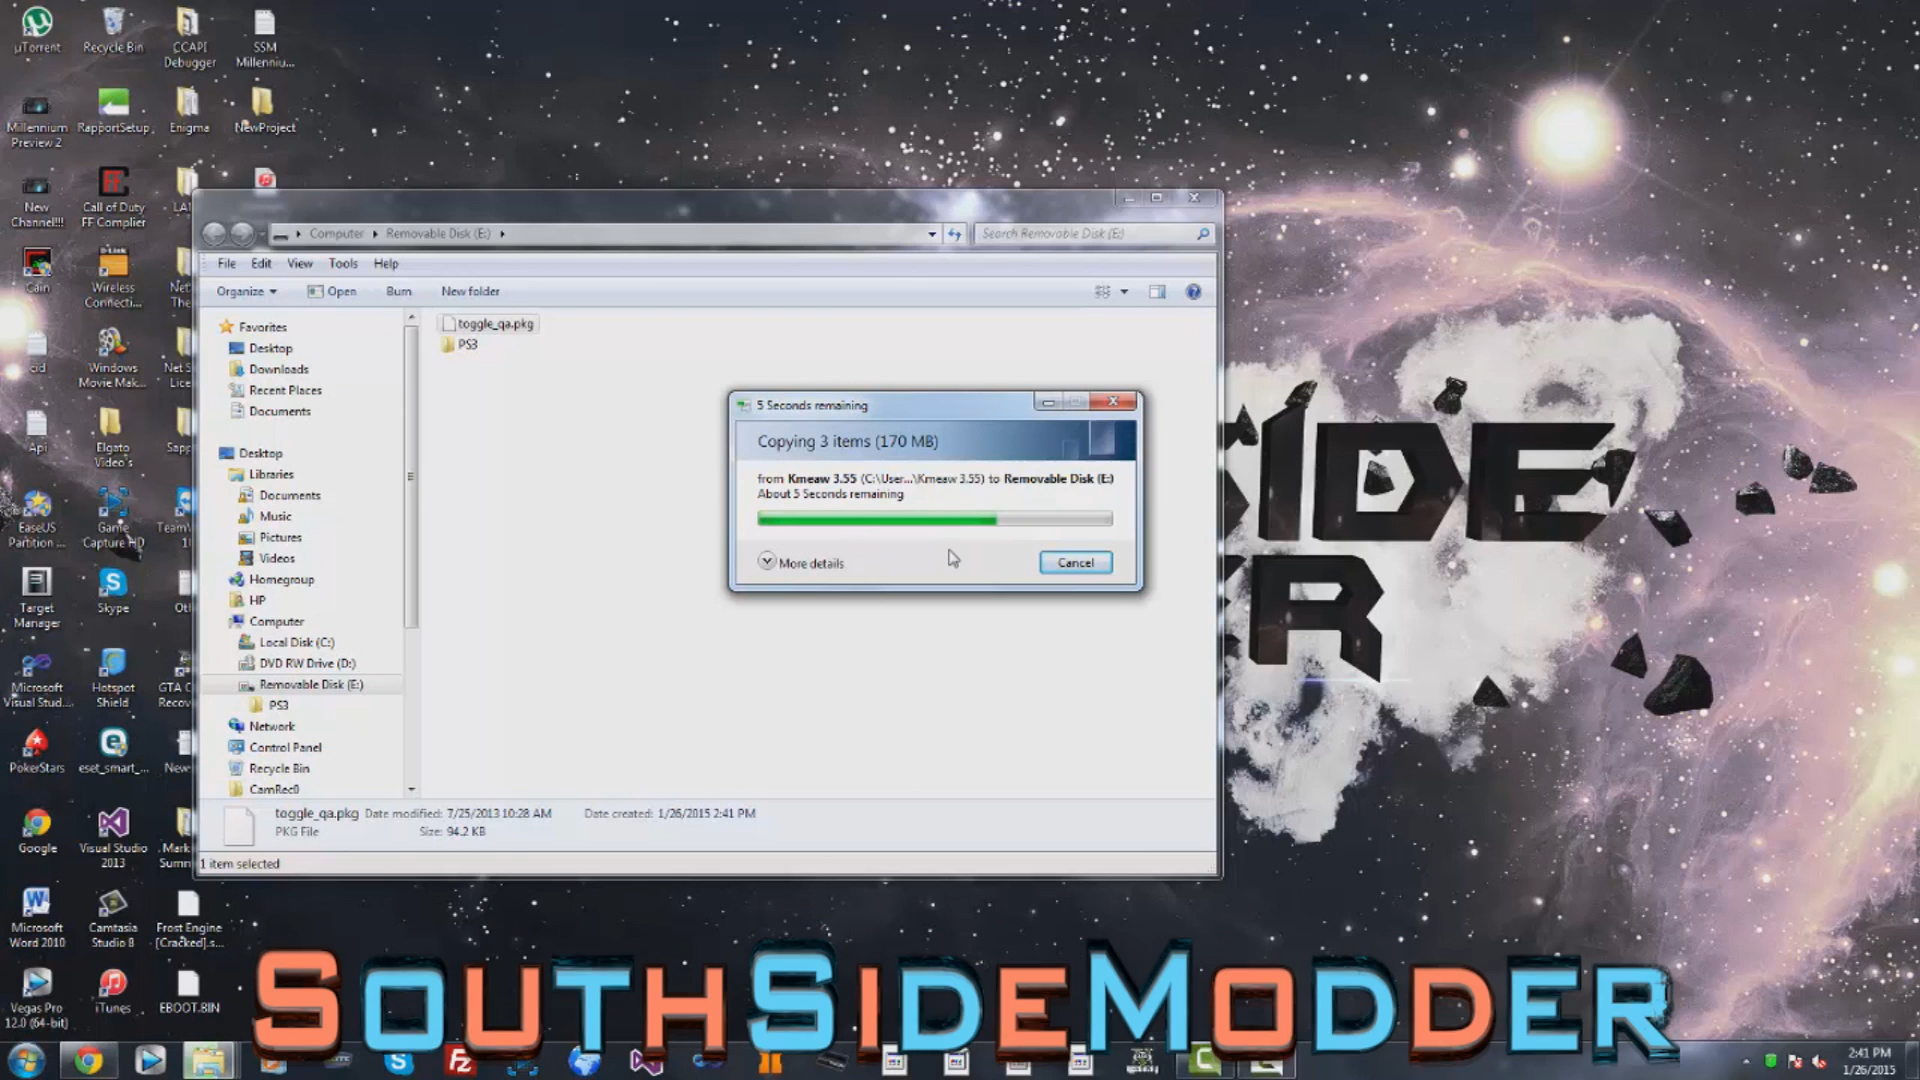 µTorrent
Recycle Bin
CCAPI Debugger
SSM Millenniu...
Millennium Preview 2
RapportSetup
Enigma
NewProject
New Channel!!!
Call of Duty FF Complier
Cain
Wireless Connecti...
cid
Windows Movie Mak...
Api
Elgato Video's
EaseUS Partition ...
Game Capture HD
Target Manager
Skype
Microsoft Visual Stud...
Hotspot Shield
GTA C Recov
PokerStars
eset_smart_...
Google
Visual Studio 2013
Microsoft Word 2010
Camtasia Studio 8
Frost Engine [Cracked].s...
Vegas Pro 12.0 (64-bit)
iTunes
EBOOT.BIN
Computer
Removable Disk (E:)
Search Removable Disk (E:)
File Edit View Tools Help
Organize Open Burn New folder
Favorites
Desktop
Downloads
Recent Places
Documents
Desktop
Libraries
Documents
Music
Pictures
Videos
Homegroup
HP
Computer
Local Disk (C:)
DVD RW Drive (D:)
Removable Disk (E:)
PS3
Network
Control Panel
Recycle Bin
CamRec0
toggle_qa.pkg
PS3
5 Seconds remaining
Copying 3 items (170 MB)
from Kmeaw 3.55 (C:\User...\Kmeaw 3.55) to Removable Disk (E:)
About 5 Seconds remaining
More details
Cancel
toggle_qa.pkg Date modified: 7/25/2013 10:28 AM Date created: 1/26/2015 2:41 PM
PKG File Size: 94.2 KB
1 item selected
SOUTHSIDEMODDER
2:41 PM
1/26/2015